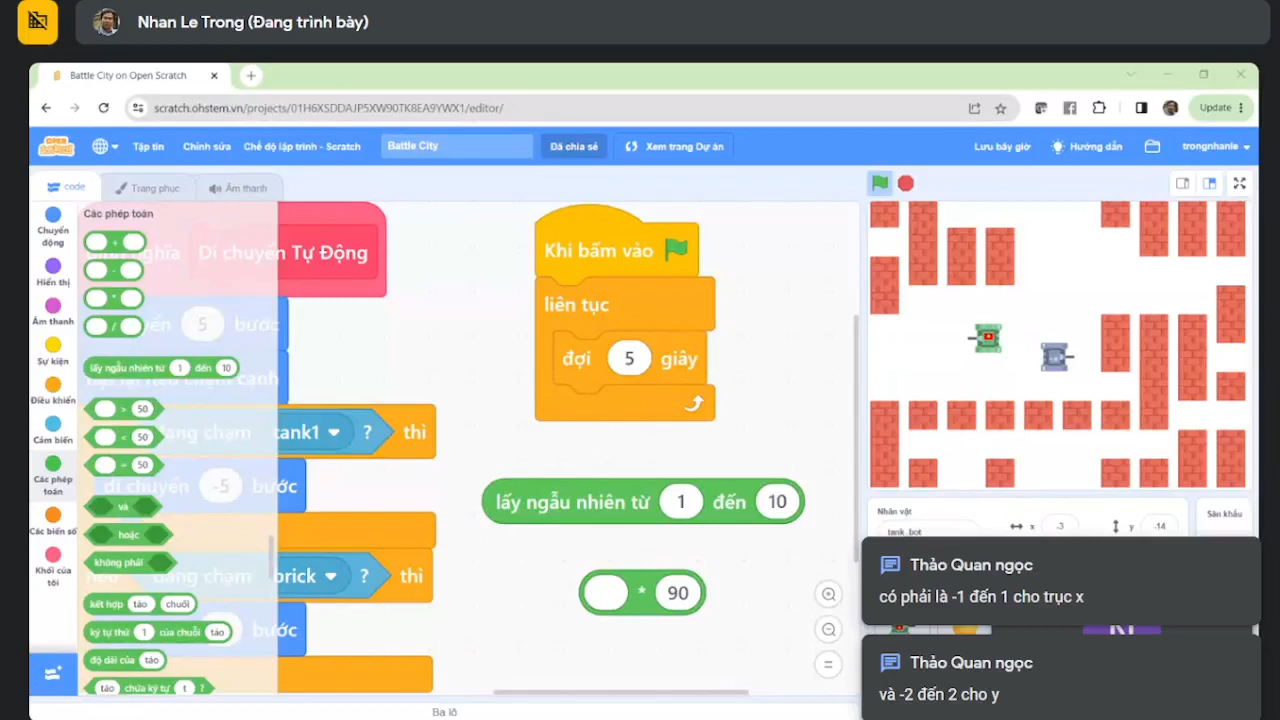 Nhan Le Trong (Đang trình bày)
Battle City on Open Scratch
scratch.ohstem.vn/projects/01H6XSDDAJP5XW90TK8EA9YWX1/editor/
Update
OPEN
Tập tin
Chỉnh sửa
Chế độ lập trình - Scratch
Battle City
Đã chia sẻ
Xem trang Dự án
Lưu bây giờ
Hướng dẫn
trongnhanle
code
Trang phục
Âm thanh
Chuyển động
Hiển thị
Âm thanh
Sự kiện
Điều khiển
Cảm biến
Các phép toán
Các biến số
Khối của tôi
Các phép toán
+
-
*
/
lấy ngẫu nhiên từ 1 đến 10
> 50
< 50
= 50
và
hoặc
không phải
kết hợp táo chuối
ký tự thứ 1 của chuỗi táo
độ dài của táo
táo chứa ký tự t ?
nghĩa Di chuyển Tự Động
5 bước
cạnh
đang chạm tank1 ? thì
di chuyển -5 bước
nếu đang chạm brick ? thì
bước
Khi bấm vào
liên tục
đợi 5 giây
lấy ngẫu nhiên từ 1 đến 10
* 90
Ba lô
Nhân vật
tank_bot
x -3
y -14
Sân khấu
Thảo Quan ngọc
có phải là -1 đến 1 cho trục x
Thảo Quan ngọc
và -2 đến 2 cho y